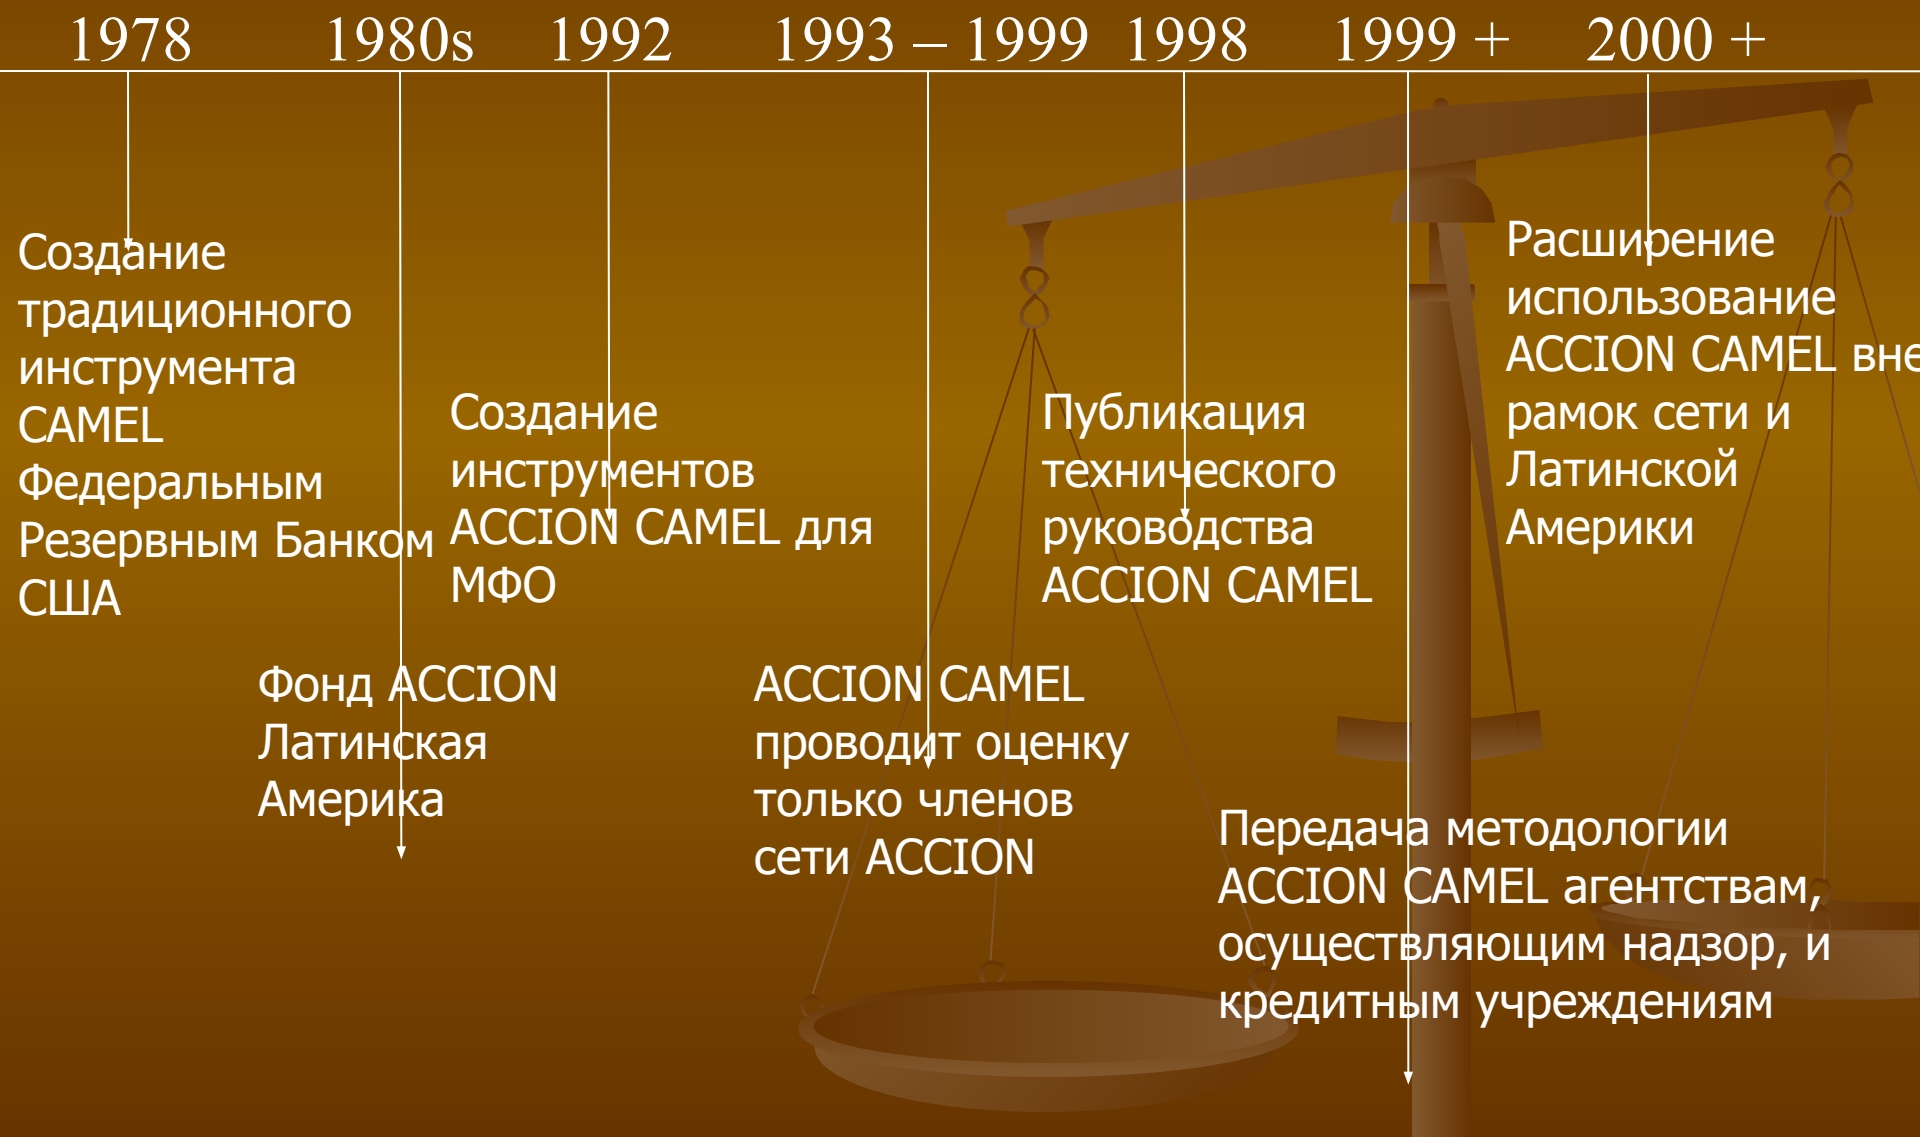 1978 1980s 1992 1993 – 1999 1998 1999 + 2000 +
Создание
традиционного
инструмента
CAMEL
Федеральным
Резервным Банком
США
Фонд ACCION
Латинская
Америка
Создание
инструментов
ACCION CAMEL для
МФО
ACCION CAMEL
проводит оценку
только членов
сети ACCION
Публикация
технического
руководства
ACCION CAMEL
Передача методологии
ACCION CAMEL агентствам,
осуществляющим надзор, и
кредитным учреждениям
Расширение
использование
ACCION CAMEL вне
рамок сети и
Латинской
Америки